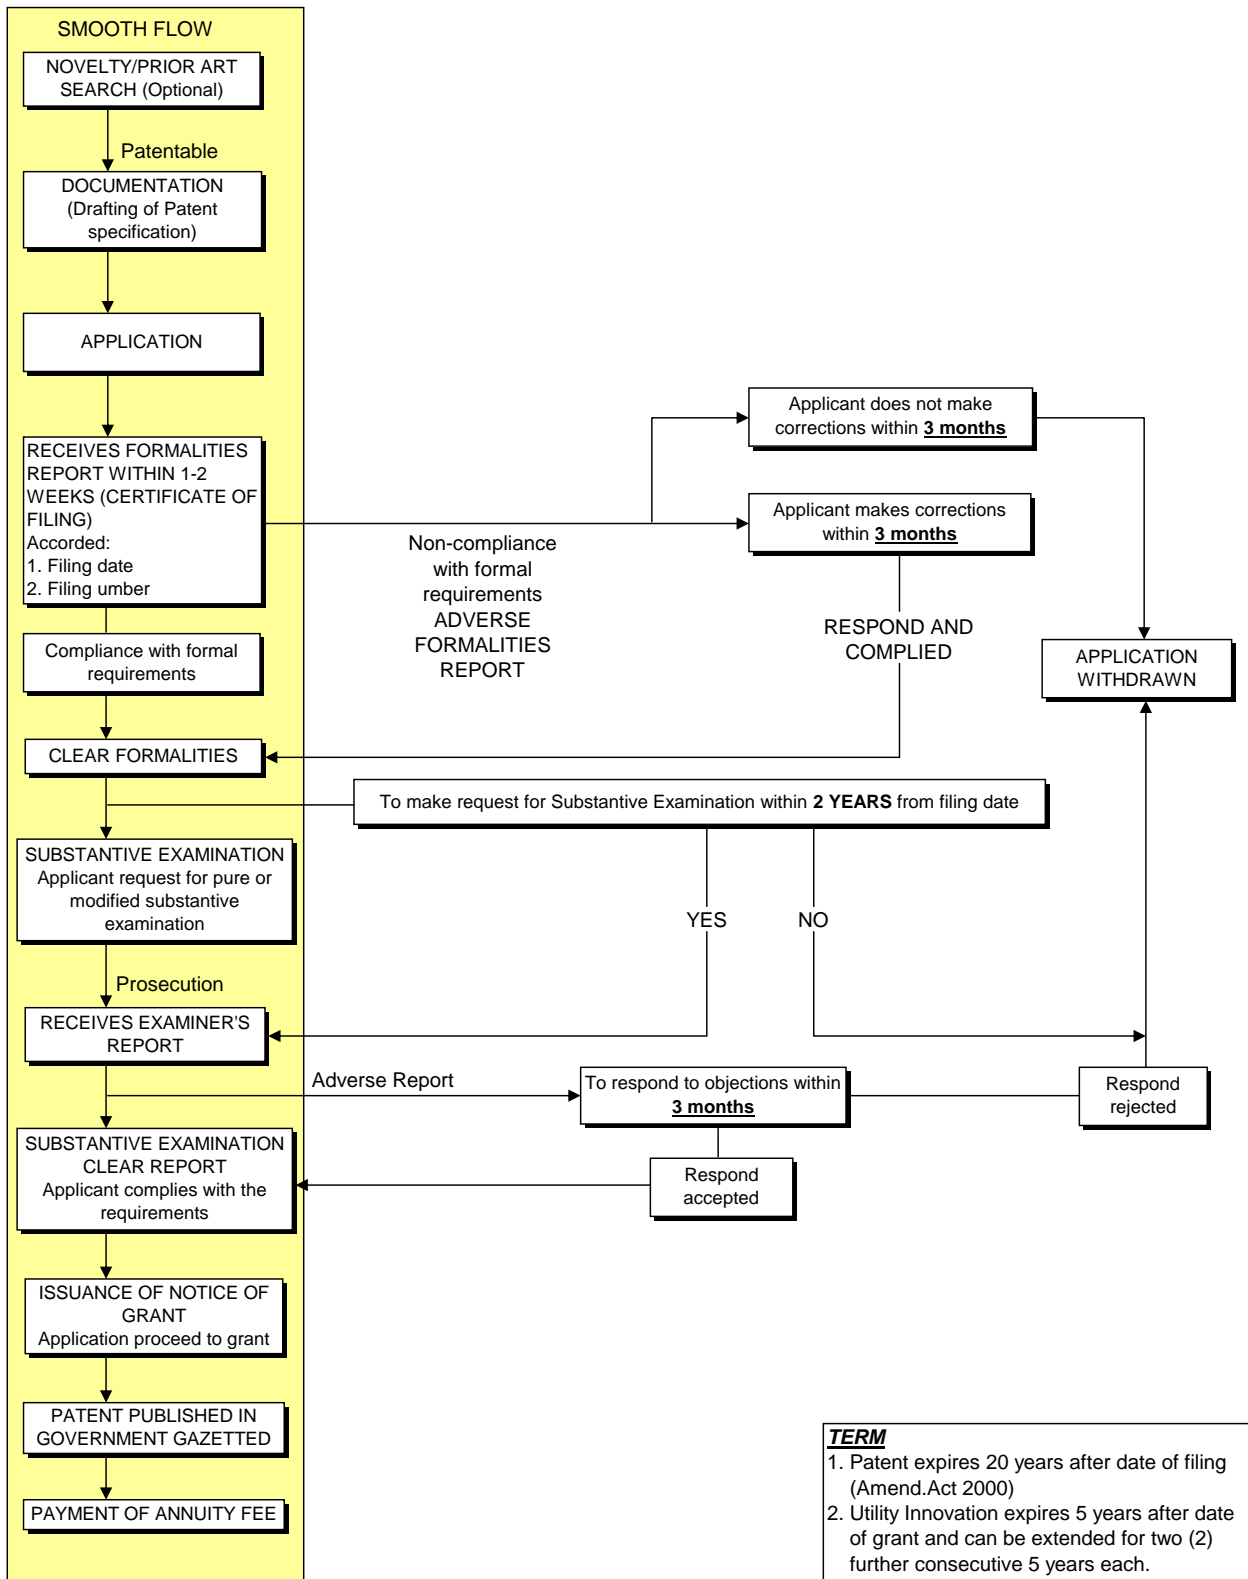 SMOOTH FLOW
NOVELTY/PRIOR ART
SEARCH (Optional)
Patentable
DOCUMENTATION
(Drafting of Patent
specification)
APPLICATION
RECEIVES FORMALITIES
REPORT WITHIN 1-2
WEEKS (CERTIFICATE OF
FILING)
Accorded:
1. Filing date
2. Filing umber
Applicant does not make
corrections within 3 months
Applicant makes corrections
within 3 months
Non-compliance
with formal
requirements
ADVERSE
FORMALITIES
REPORT
RESPOND AND
COMPLIED
APPLICATION
WITHDRAWN
Compliance with formal
requirements
CLEAR FORMALITIES
To make request for Substantive Examination within 2 YEARS from filing date
SUBSTANTIVE EXAMINATION
Applicant request for pure or
modified substantive
examination
YES
NO
Prosecution
RECEIVES EXAMINER'S
REPORT
Adverse Report
To respond to objections within
3 months
Respond
rejected
SUBSTANTIVE EXAMINATION
CLEAR REPORT
Applicant complies with the
requirements
Respond
accepted
ISSUANCE OF NOTICE OF
GRANT
Application proceed to grant
PATENT PUBLISHED IN
GOVERNMENT GAZETTED
PAYMENT OF ANNUITY FEE
TERM
1. Patent expires 20 years after date of filing
(Amend.Act 2000)
2. Utility Innovation expires 5 years after date
of grant and can be extended for two (2)
further consecutive 5 years each.